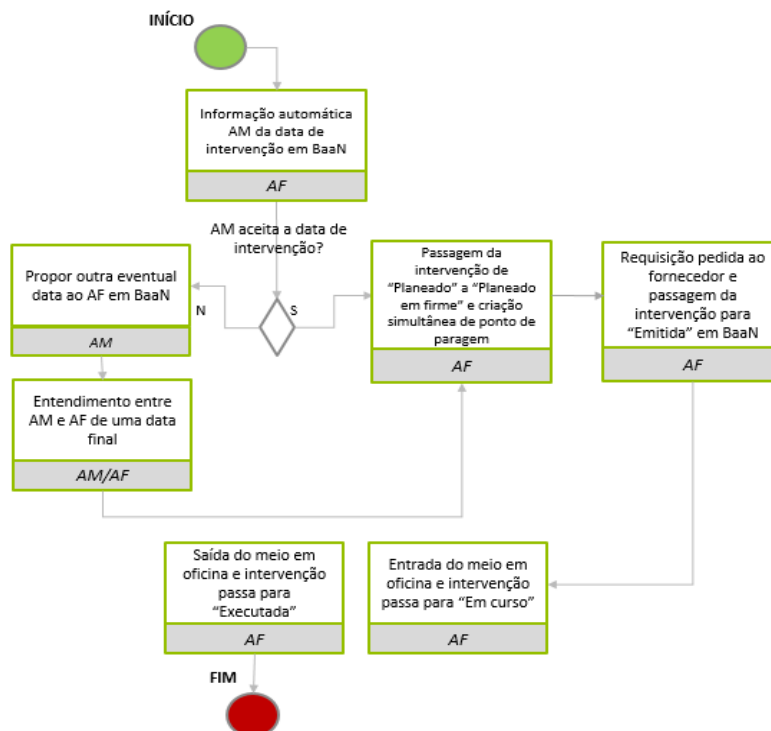 INÍCIO
Informação automática
AM da data de
intervenção em BaaN
AF
AM aceita a data de
intervenção?
N
S
Propor outra eventual
data ao AF em BaaN
AM
Entendimento entre
AM e AF de uma data
final
AM/AF
Passagem da
intervenção de
“Planeado” a “Planeado
em firme” e criação
simultânea de ponto de
paragem
AF
Requisição pedida ao
fornecedor e
passagem da
intervenção para
“Emitida” em BaaN
AF
Entrada do meio em
oficina e intervenção
passa para “Em curso”
AF
Saída do meio em
oficina e intervenção
passa para
“Executada”
AF
FIM